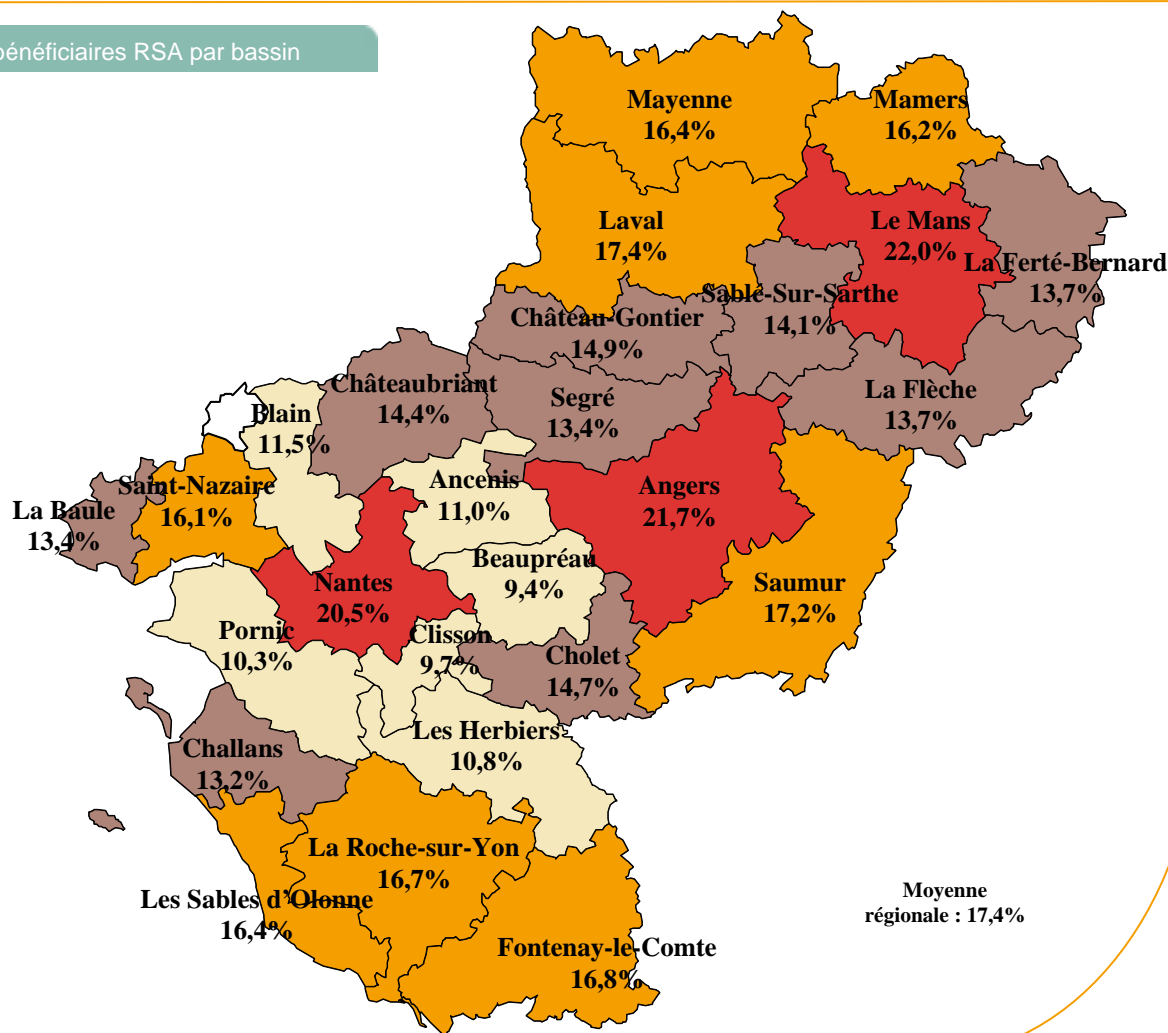 bénéficiaires RSA par bassin
Mayenne
16,4%
Mamers
16,2%
Laval
17,4%
Le Mans
22,0%
La Ferté-Bernard
13,7%
Sablé-Sur-Sarthe
14,1%
Château-Gontier
14,9%
Châteaubriant
14,4%
Segré
13,4%
La Flèche
13,7%
Blain
11,5%
Ancenis
11,0%
Angers
21,7%
Saint-Nazaire
16,1%
La Baule
13,4%
Beaupréau
9,4%
Nantes
20,5%
Saumur
17,2%
Pornic
10,3%
Clisson
9,7%
Cholet
14,7%
Les Herbiers
10,8%
Challans
13,2%
La Roche-sur-Yon
16,7%
Les Sables d'Olonne
16,4%
Moyenne
régionale : 17,4%
Fontenay-le-Comte
16,8%